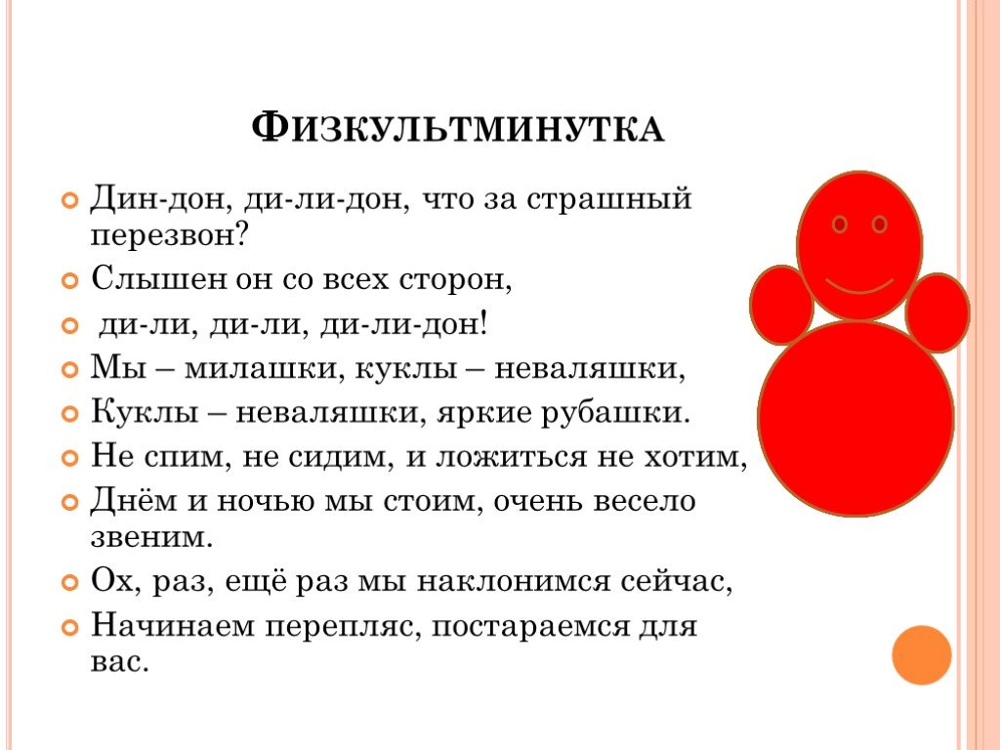 Физкультминутка
Дин-дон, ди-ли-дон, что за страшный
перезвон?
Слышен он со всех сторон,
ди-ли, ди-ли, ди-ли-дон!
Мы – милашки, куклы – неваляшки,
Куклы – неваляшки, яркие рубашки.
Не спим, не сидим, и ложиться не хотим,
Днём и ночью мы стоим, очень весело
звеним.
Ох, раз, ещё раз мы наклонимся сейчас,
Начинаем перепляс, постараемся для
вас.